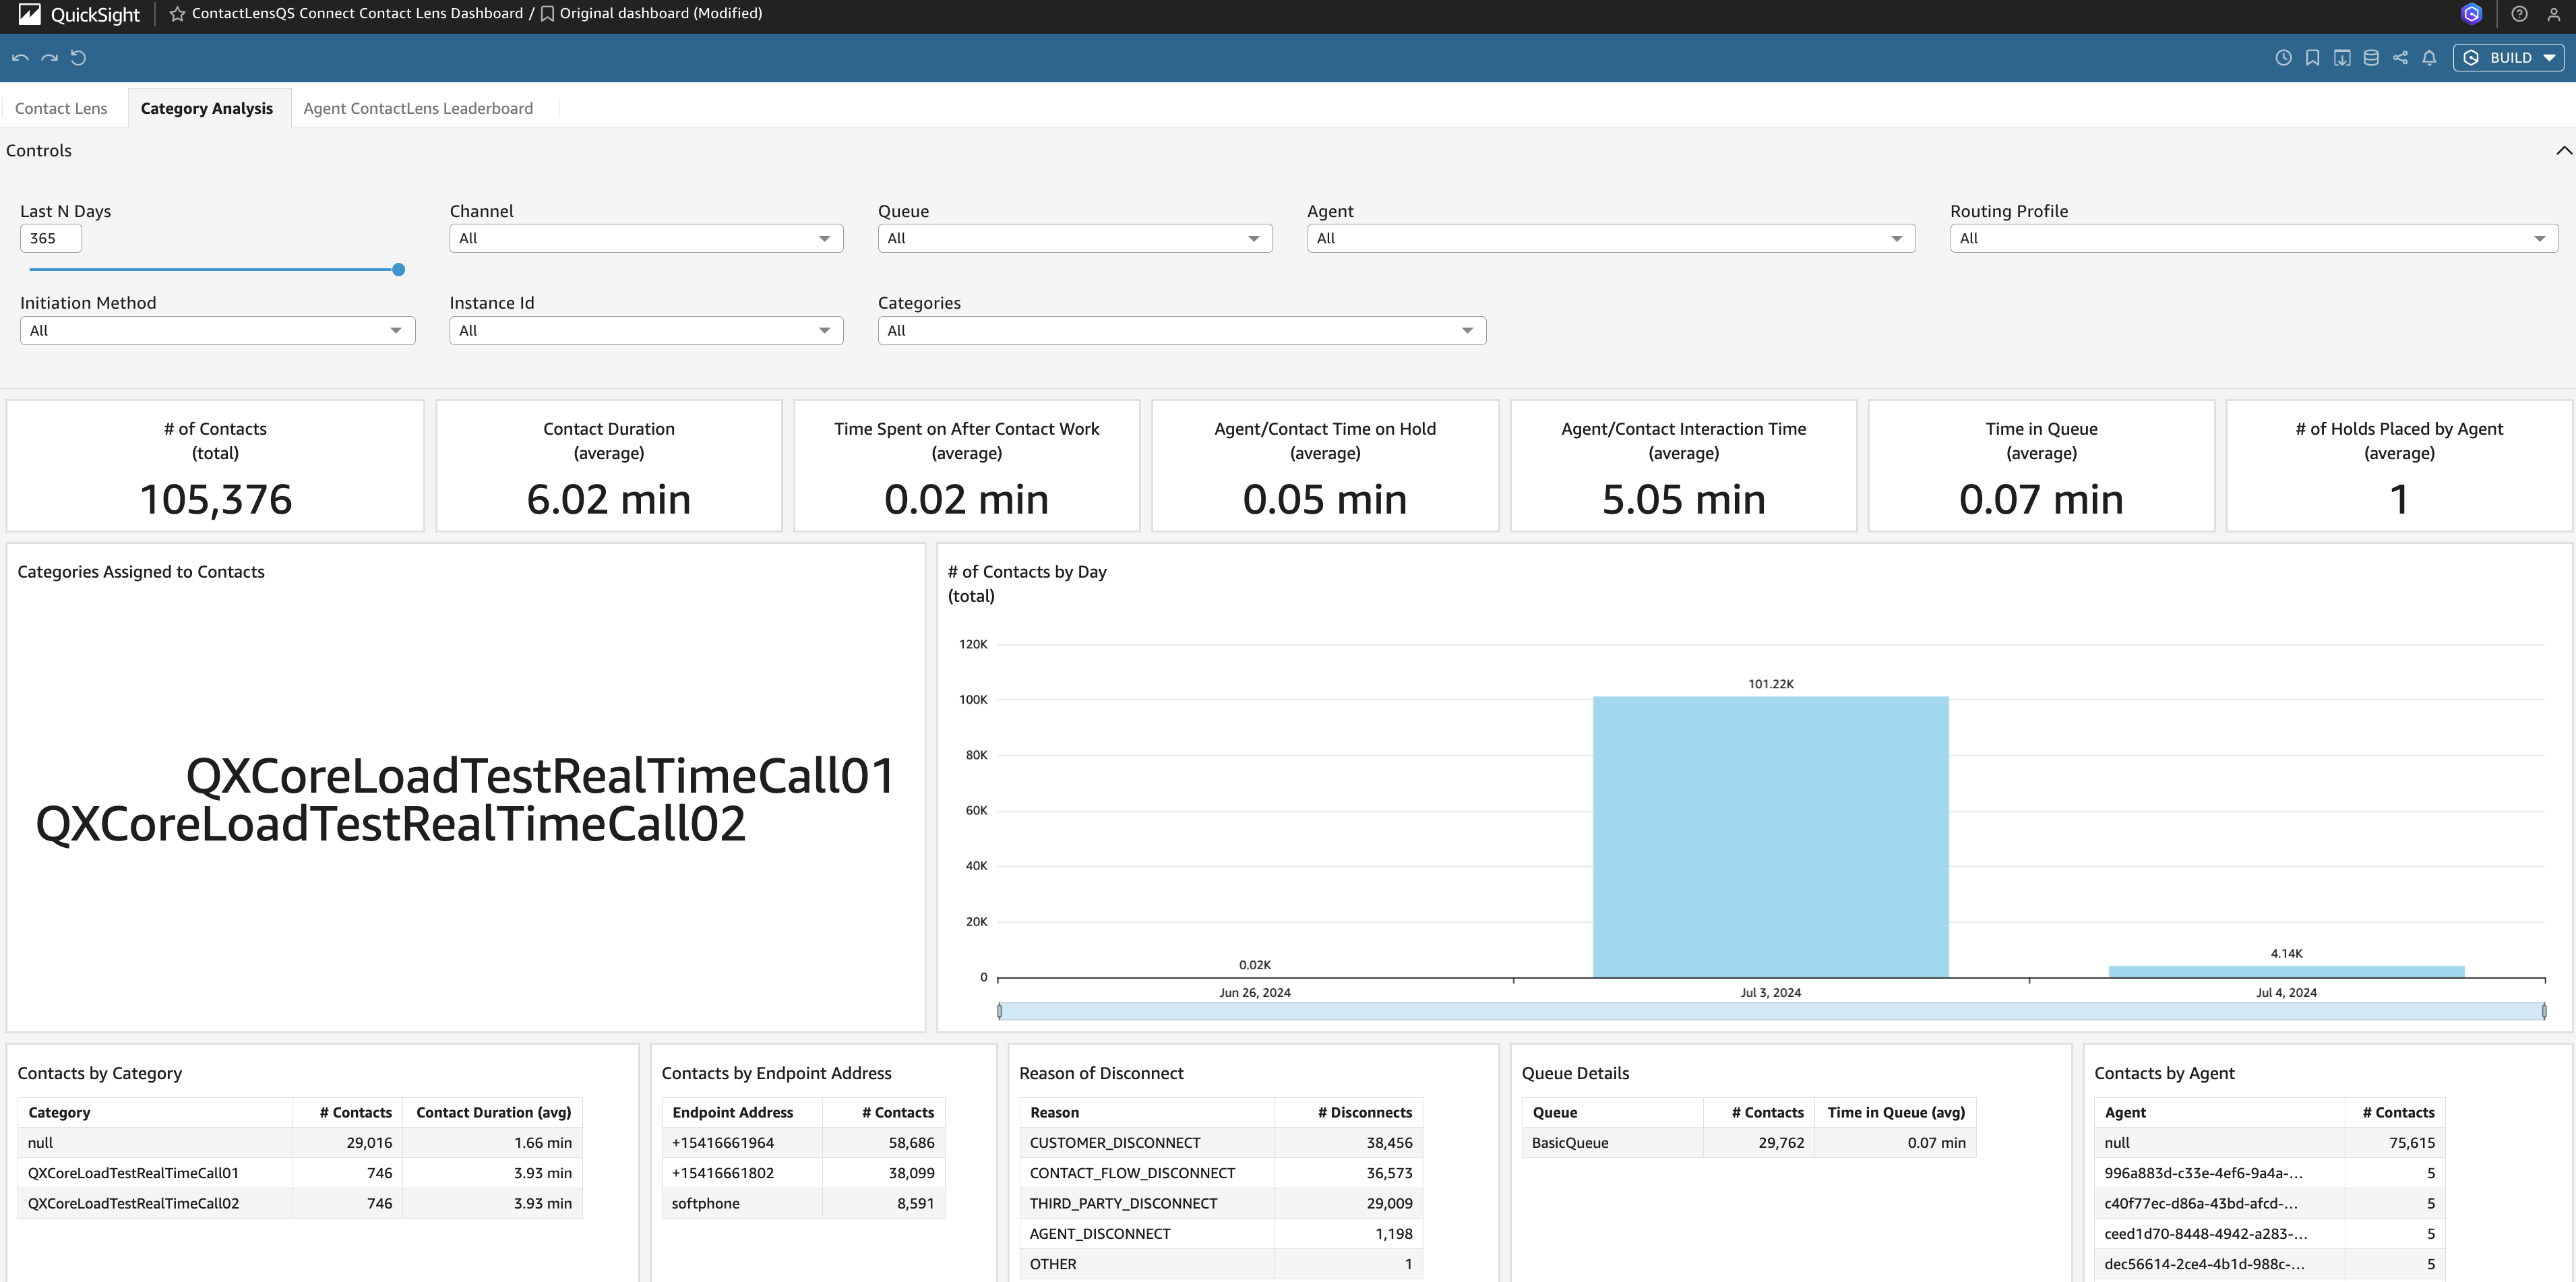 QuickSight ContactLensQS Connect Contact Lens Dashboard / Original dashboard (Modified)
BUILD
Contact Lens Category Analysis Agent ContactLens Leaderboard
Controls
Last N Days Channel Queue Agent Routing Profile
365 All All All All
Initiation Method Instance Id Categories
All All All
# of Contacts
(total)
105,376
Contact Duration
(average)
6.02 min
Time Spent on After Contact Work
(average)
0.02 min
Agent/Contact Time on Hold
(average)
0.05 min
Agent/Contact Interaction Time
(average)
5.05 min
Time in Queue
(average)
0.07 min
# of Holds Placed by Agent
(average)
1
Categories Assigned to Contacts
QXCoreLoadTestRealTimeCall01
QXCoreLoadTestRealTimeCall02
# of Contacts by Day
(total)
120K
100K
80K
60K
40K
20K
0
0.02K 101.22K 4.14K
Jun 26, 2024 Jul 3, 2024 Jul 4, 2024
Contacts by Category
Category # Contacts Contact Duration (avg)
null 29,016 1.66 min
QXCoreLoadTestRealTimeCall01 746 3.93 min
QXCoreLoadTestRealTimeCall02 746 3.93 min
Contacts by Endpoint Address
Endpoint Address # Contacts
+15416661964 58,686
+15416661802 38,099
softphone 8,591
Reason of Disconnect
Reason # Disconnects
CUSTOMER_DISCONNECT 38,456
CONTACT_FLOW_DISCONNECT 36,573
THIRD_PARTY_DISCONNECT 29,009
AGENT_DISCONNECT 1,198
OTHER 1
Queue Details
Queue # Contacts Time in Queue (avg)
BasicQueue 29,762 0.07 min
Contacts by Agent
Agent # Contacts
null 75,615
996a883d-c33e-4ef6-9a4a-... 5
c40f77ec-d86a-43bd-afcd-... 5
ceed1d70-8448-4942-a283-... 5
dec56614-2ce4-4b1d-988c-... 5